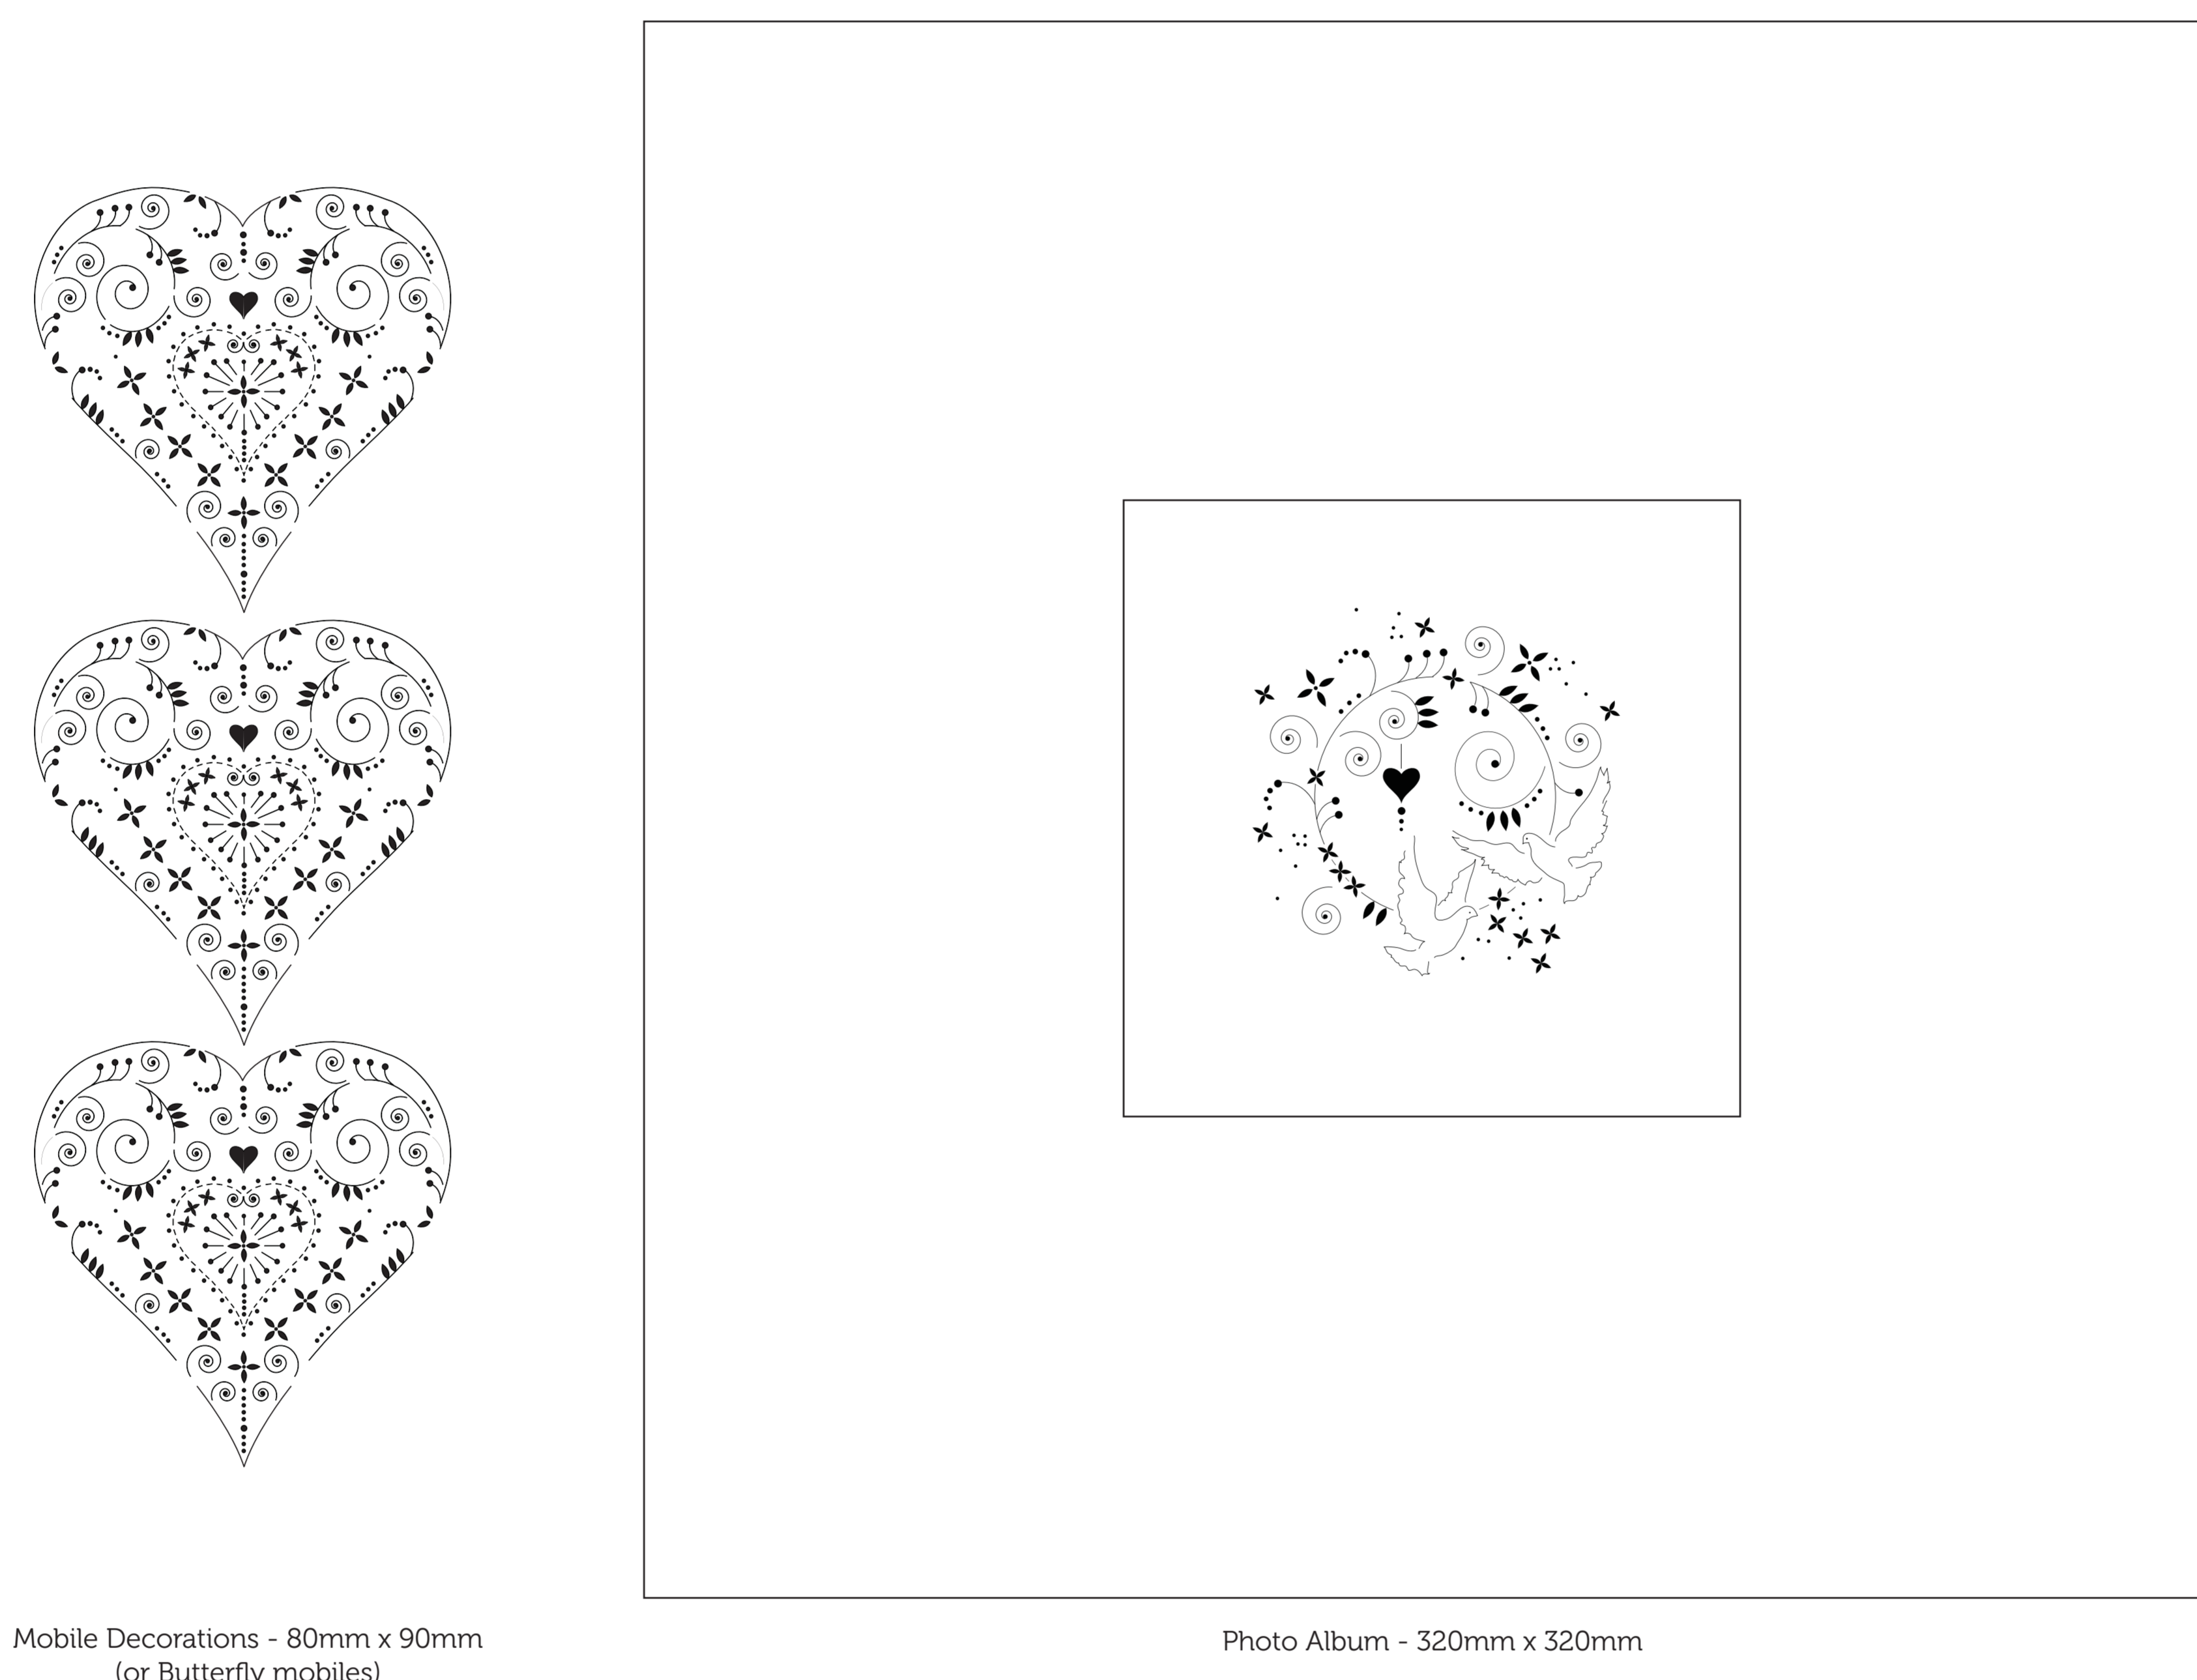 Mobile Decorations - 80mm x 90mm
(or Butterfly mobiles)
Photo Album - 320mm x 320mm